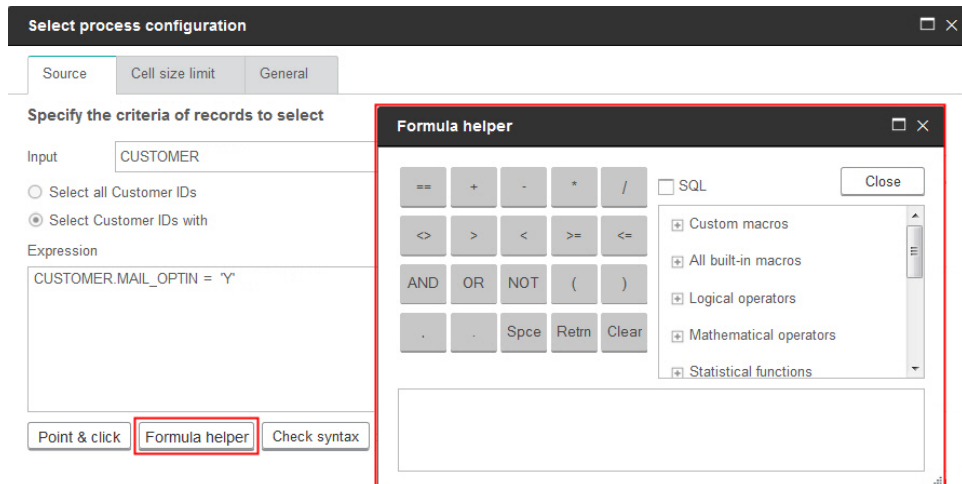 Select process configuration
Source Cell size limit General
Specify the criteria of records to select
Input CUSTOMER
Select all Customer IDs
Select Customer IDs with
Expression
CUSTOMER.MAIL_OPTIN = 'Y'
Point & click Formula helper Check syntax
Formula helper
== + - * /
<> > < >= <=
AND OR NOT ( )
, . Spce Retrn Clear
SQL Close
Custom macros
All built-in macros
Logical operators
Mathematical operators
Statistical functions